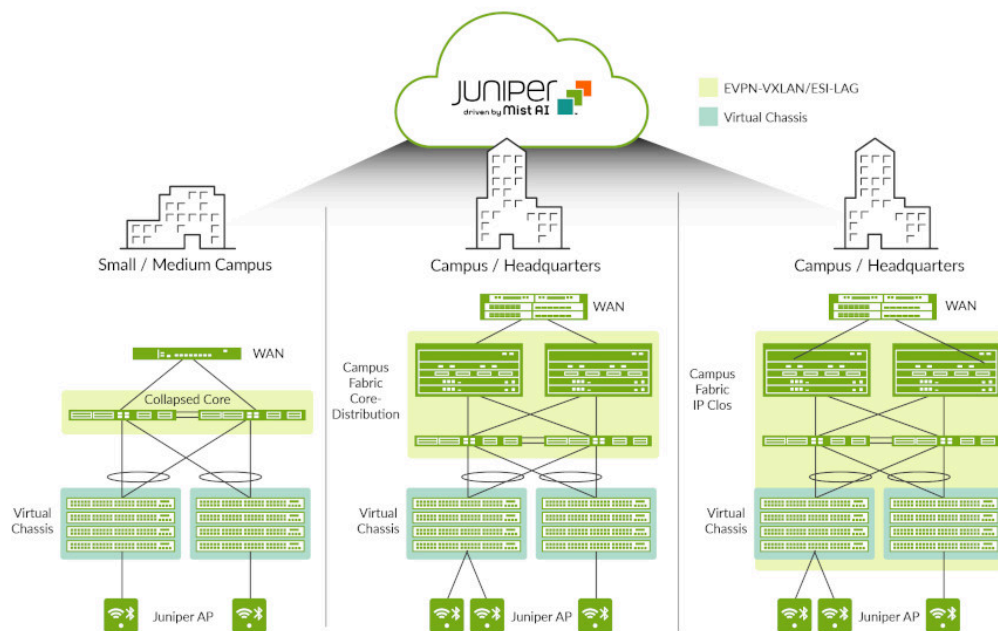 Juniper
driven by Mist AI
EVPN-VXLAN/ESI-LAG
Virtual Chassis
Small / Medium Campus
Campus / Headquarters
Campus / Headquarters
WAN
Collapsed Core
Virtual
Chassis
Juniper AP
WAN
Campus
Fabric
Core-
Distribution
Virtual
Chassis
Juniper AP
WAN
Campus
Fabric
IP Clos
Virtual
Chassis
Juniper AP